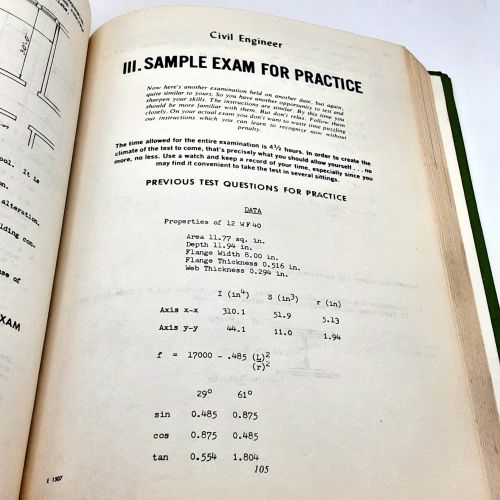 Civil Engineer
III. SAMPLE EXAM FOR PRACTICE
Now here's another examination held on another date, but again,
quite similar to yours. So you have another opportunity to test and
sharpen your skills. The instructions are similar. By this time you
should be more familiar with them. But don't relax. Follow them
closely. On your actual exam you don't want to waste time puzzling
out instructions which you can learn to recognize now without
penalty.
The time allowed for the entire examination is 4½ hours. In order to create the
climate of the test to come, that's precisely what you should allow yourself . . . no
more, no less. Use a watch and keep a record of your time, especially since you
may find it convenient to take the test in several sittings.
PREVIOUS TEST QUESTIONS FOR PRACTICE
DATA
Properties of 12 WF 40
Area 11.77 sq. in.
Depth 11.94 in.
Flange Width 8.00 in.
Flange Thickness 0.516 in.
Web Thickness 0.294 in.
I (in⁴) S (in³) r (in)
Axis x-x 310.1 51.9 5.13
Axis y-y 44.1 11.0 1.94
f = 17000 - .485 (L)²
(r)²
29° 61°
sin 0.485 0.875
cos 0.875 0.485
tan 0.554 1.804
105
E 1507
ool. It is
alteration.
lding con.
use of
EXAM